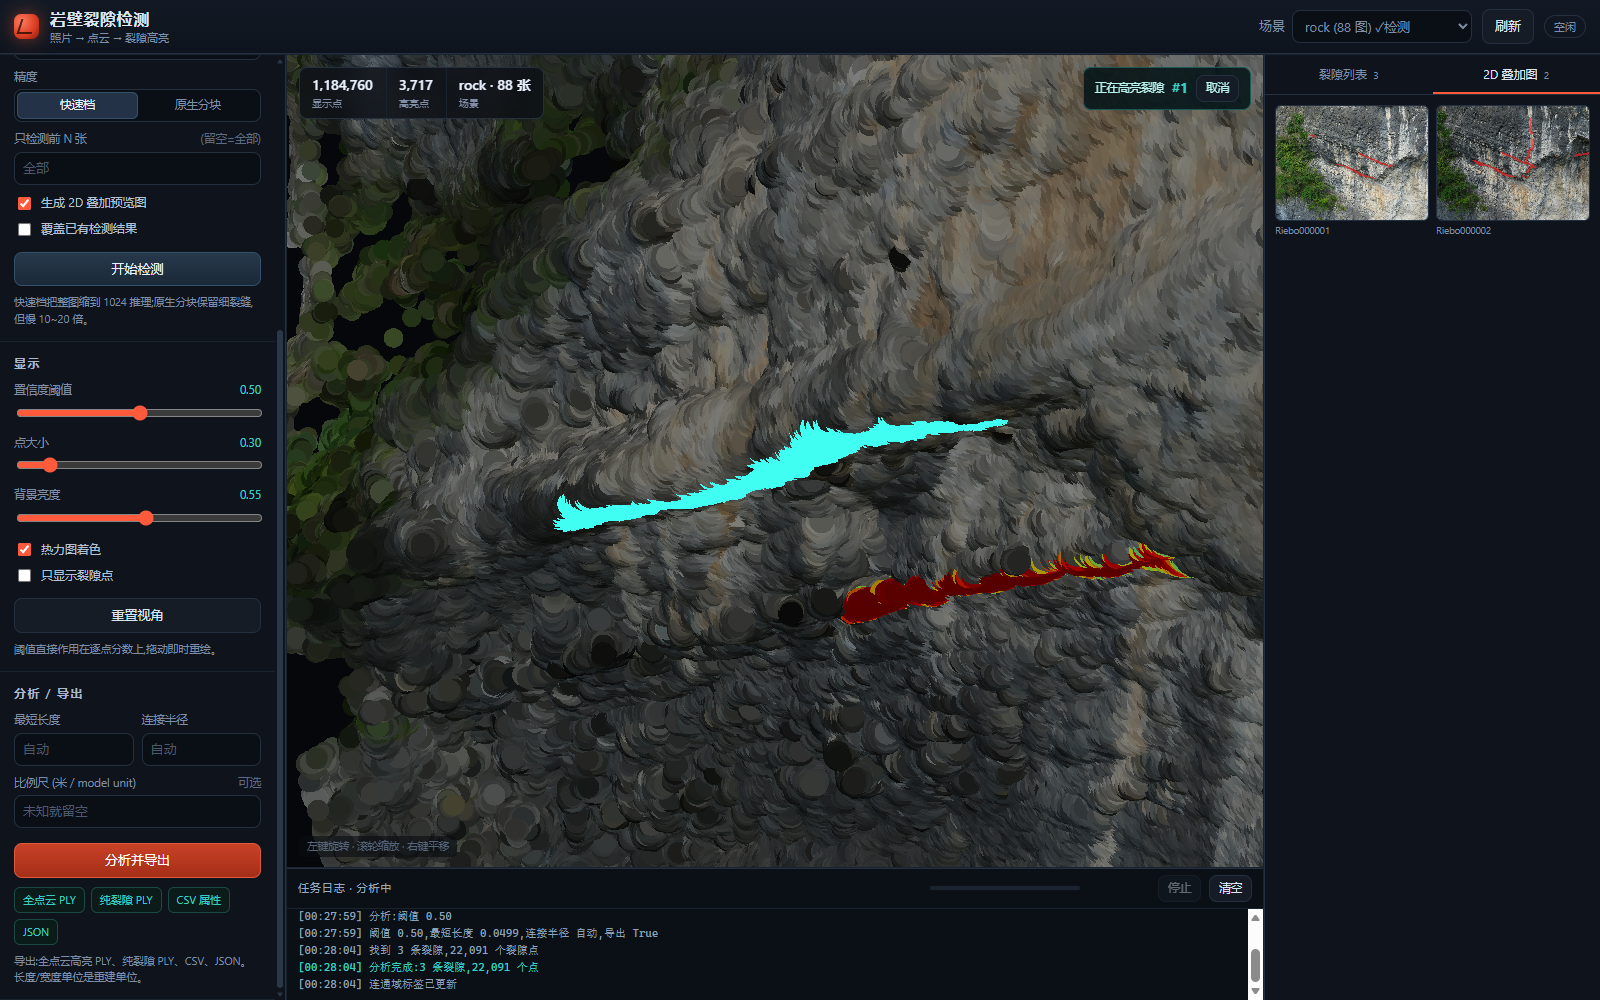 岩壁裂隙检测
照片 → 点云 → 裂隙高亮
场景
rock (88 图) ✓检测
刷新
空闲
精度
快速档
原生分块
只检测前 N 张
(留空=全部)
全部
生成 2D 叠加预览图
覆盖已有检测结果
开始检测
快速档把整图缩到 1024 推理;原生分块保留细裂缝,
但慢 10~20 倍。
显示
置信度阈值
0.50
点大小
0.30
背景亮度
0.55
热力图着色
只显示裂隙点
重置视角
阈值直接作用在逐点分数上,拖动即时重绘。
分析 / 导出
最短长度
连接半径
自动
自动
比例尺 (米 / model unit)
可选
未知就留空
分析并导出
全点云 PLY
纯裂隙 PLY
CSV 属性
JSON
导出:全点云高亮 PLY、纯裂隙 PLY、CSV、JSON。
长度/宽度单位是重建单位。
1,184,760
显示点
3,717
高亮点
rock · 88 张
场景
正在高亮裂隙 #1
取消
左键旋转 · 滚轮缩放 · 右键平移
任务日志 · 分析中
停止
清空
[00:27:59] 分析:阈值 0.50
[00:27:59] 阈值 0.50,最短长度 0.0499,连接半径 自动,导出 True
[00:28:04] 找到 3 条裂隙,22,091 个裂隙点
[00:28:04] 分析完成:3 条裂隙,22,091 个点
[00:28:04] 连通域标签已更新
裂隙列表 3
2D 叠加图 2
Riebo000001
Riebo000002